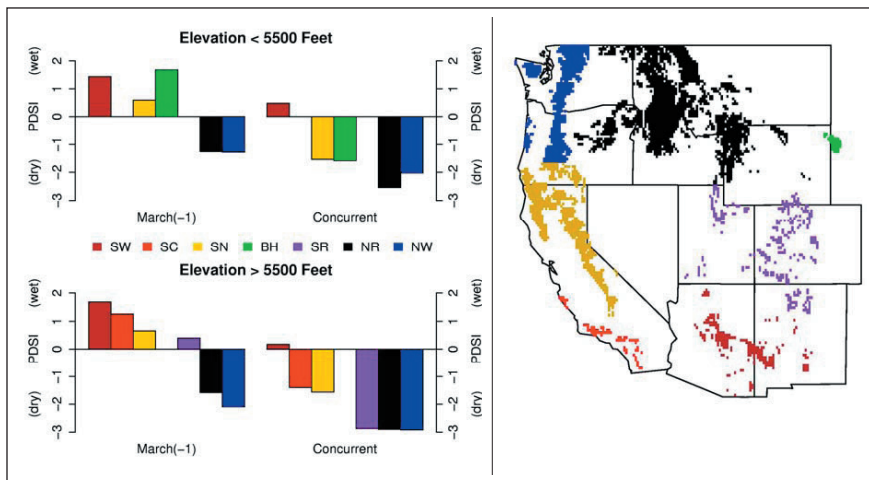 Elevation < 5500 Feet
(wet)
PDSI
(dry)
2
1
0
-1
-2
-3
2
1
0
-1
-2
-3
(wet)
PDSI
(dry)
March(-1)
Concurrent
SW SC SN BH SR NR NW
Elevation > 5500 Feet
(wet)
PDSI
(dry)
2
1
0
-1
-2
-3
2
1
0
-1
-2
-3
(wet)
PDSI
(dry)
March(-1)
Concurrent